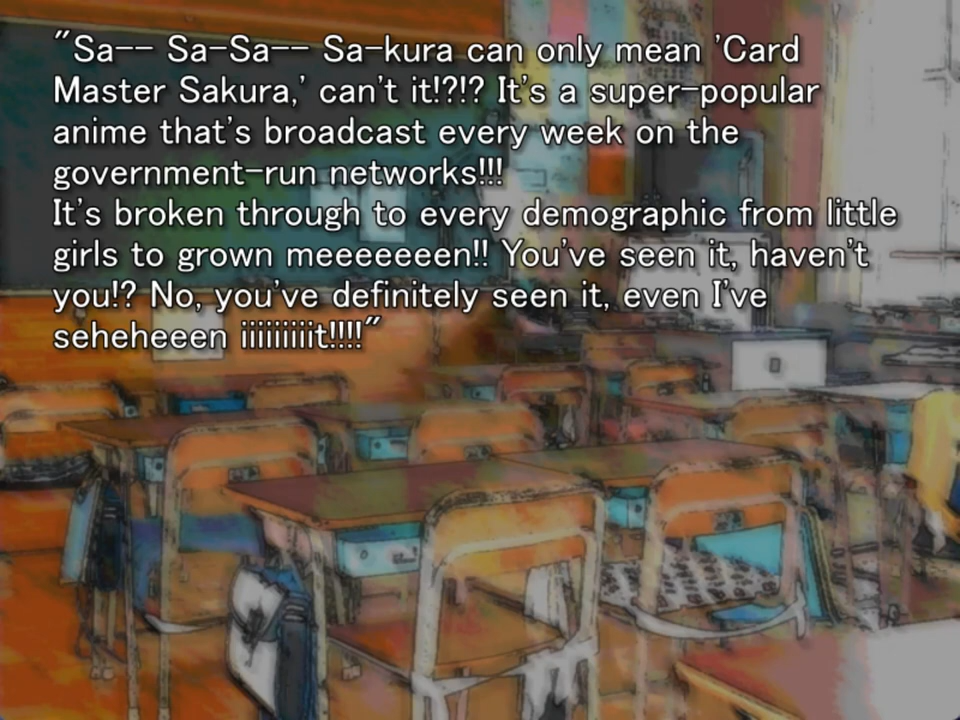 "Sa-- Sa-Sa-- Sa-kura can only mean 'Card
Master Sakura,' can't it!?!? It's a super-popular
anime that's broadcast every week on the
government-run networks!!!
It's broken through to every demographic from little
girls to grown meeeeeeen!! You've seen it, haven't
you!? No, you've definitely seen it, even I've
seheheeen iiiiiiiiit!!!!"